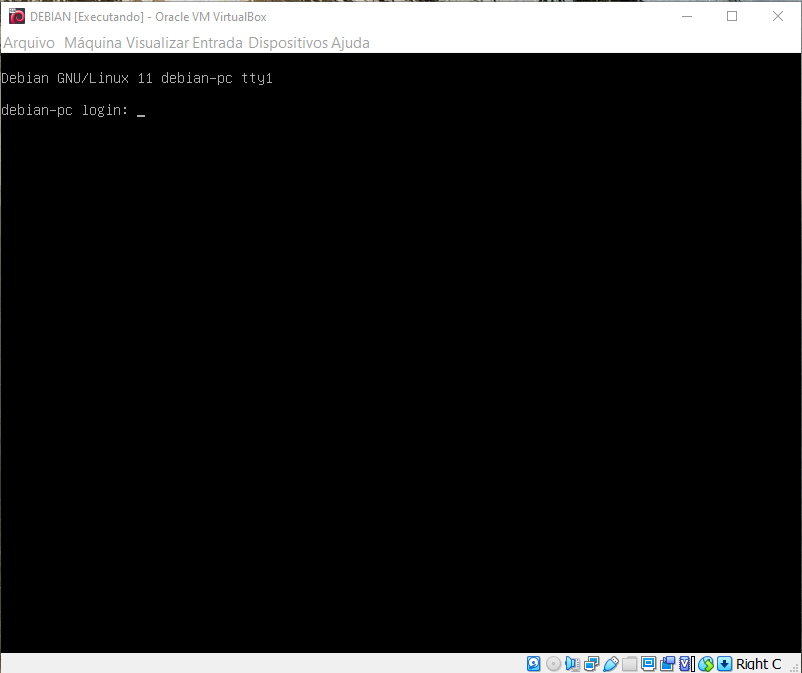 DEBIAN [Executando] - Oracle VM VirtualBox
Arquivo Máquina Visualizar Entrada Dispositivos Ajuda
Debian GNU/Linux 11 debian-pc tty1
debian-pc login: _
Right C